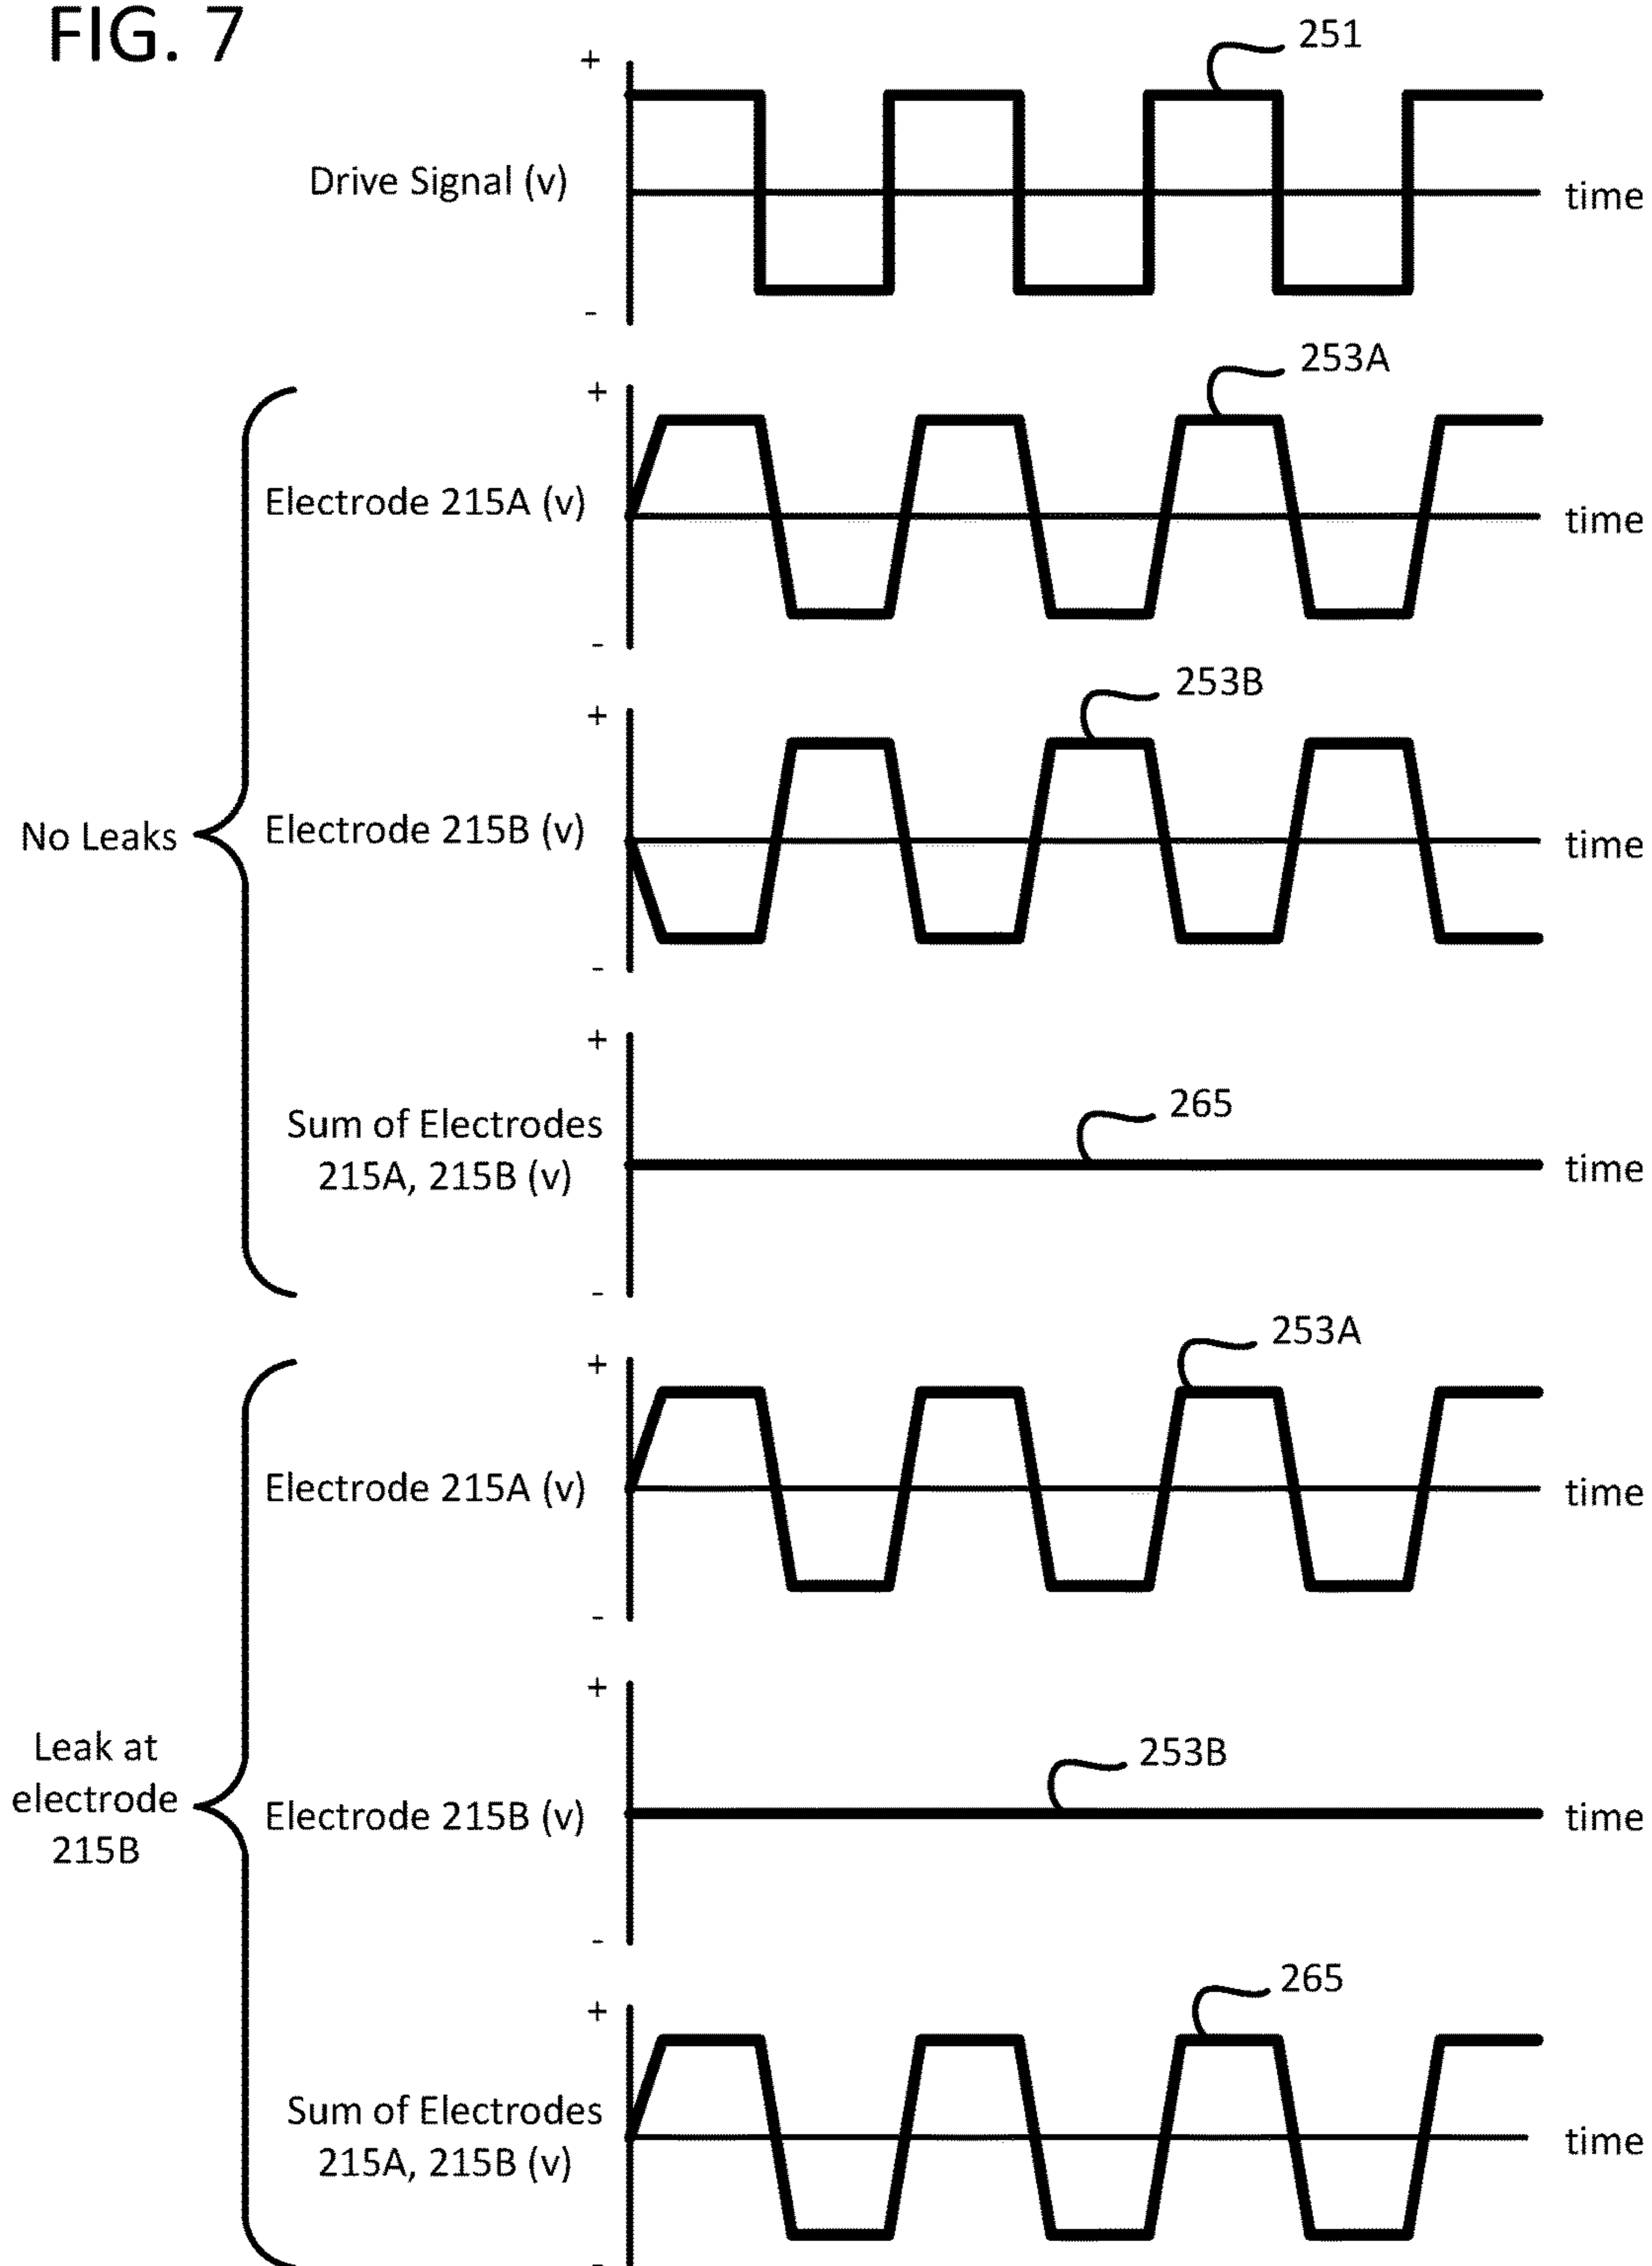 FIG. 7
251
+
Drive Signal (v)
time
-
253A
+
Electrode 215A (v)
time
-
253B
+
No Leaks
Electrode 215B (v)
time
-
+
265
Sum of Electrodes
215A, 215B (v)
time
-
253A
+
Electrode 215A (v)
time
-
+
253B
Leak at
electrode
215B
Electrode 215B (v)
time
-
265
+
Sum of Electrodes
215A, 215B (v)
time
-